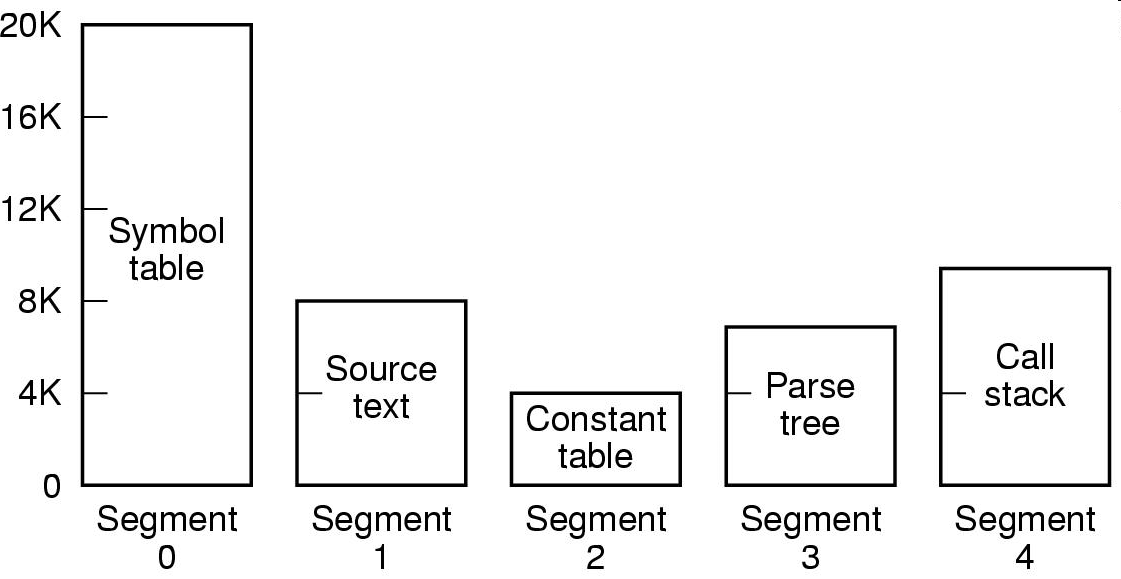 20K
16K
12K
8K
4K
0
Symbol
table
Source
text
Constant
table
Parse
tree
Call
stack
Segment
0
Segment
1
Segment
2
Segment
3
Segment
4